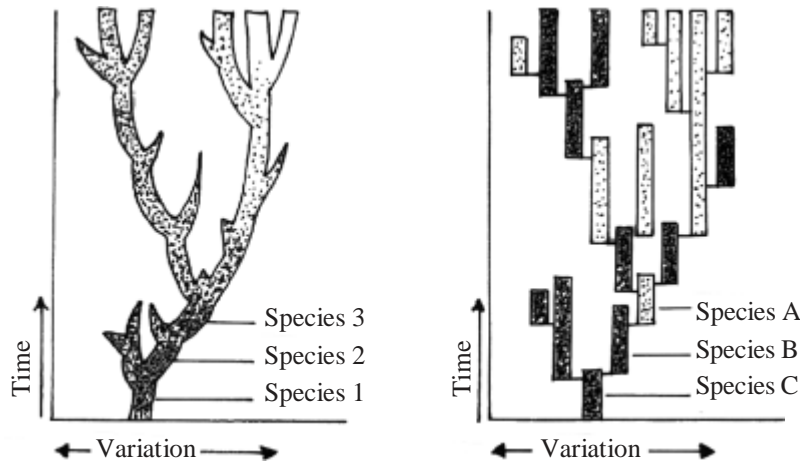 Species 3
Species 2
Species 1
Time
Variation
Species A
Species B
Species C
Time
Variation